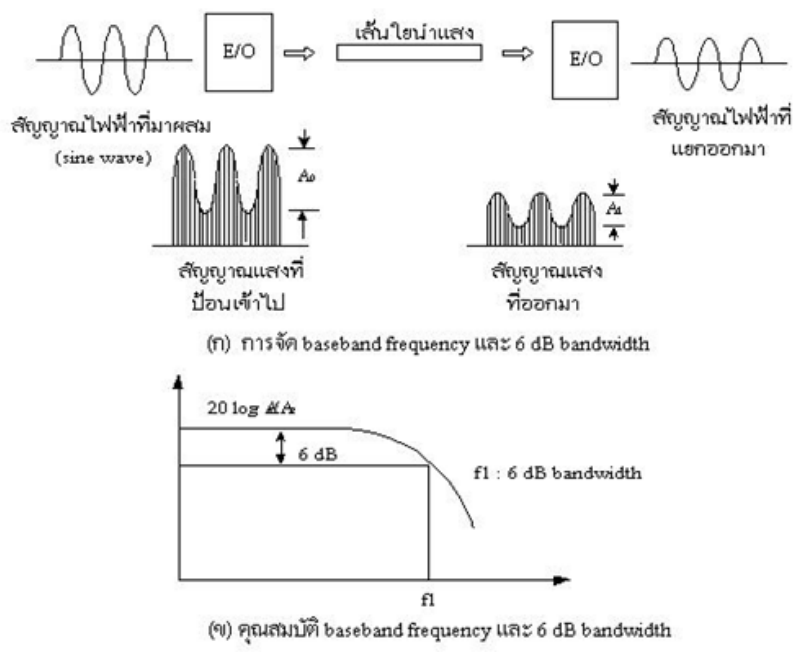 E/O
เส้นใยนำแสง
E/O
สัญญาณไฟฟ้าที่มาผสม
(sine wave)
สัญญาณไฟฟ้าที่
แยกออกมา
A₀
A₁
สัญญาณแสงที่
ป้อนเข้าไป
สัญญาณแสง
ที่ออกมา
(ก) การจัด baseband frequency และ 6 dB bandwidth
20 log
6 dB
f1 : 6 dB bandwidth
f1
(ข) คุณสมบัติ baseband frequency และ 6 dB bandwidth